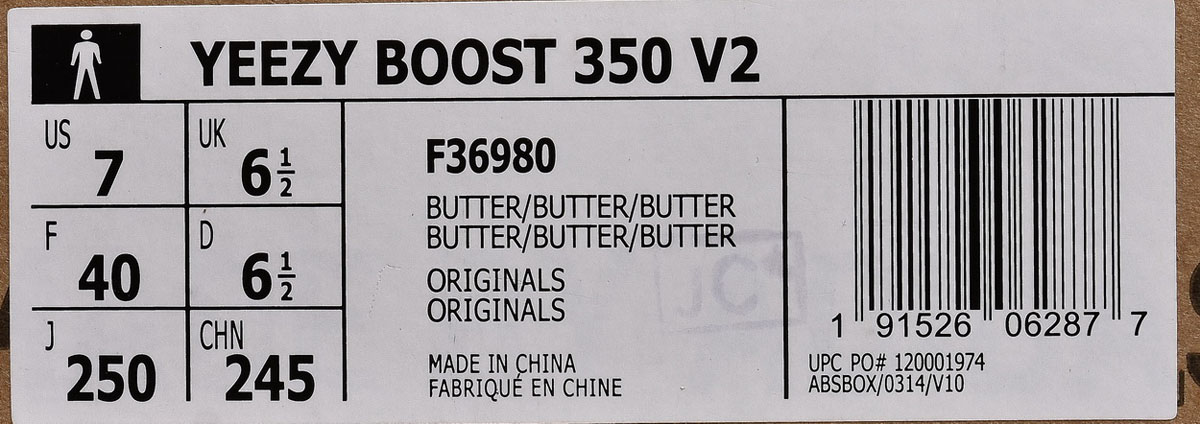 YEEZY BOOST 350 V2
US 7
UK 6 1/2
F 40
D 6 1/2
J 250
CHN 245
F36980
BUTTER/BUTTER/BUTTER
BUTTER/BUTTER/BUTTER
ORIGINALS
ORIGINALS
MADE IN CHINA
FABRIQUÉ EN CHINE
1 91526 06287 7
UPC PO# 120001974
ABSBOX/0314/V10